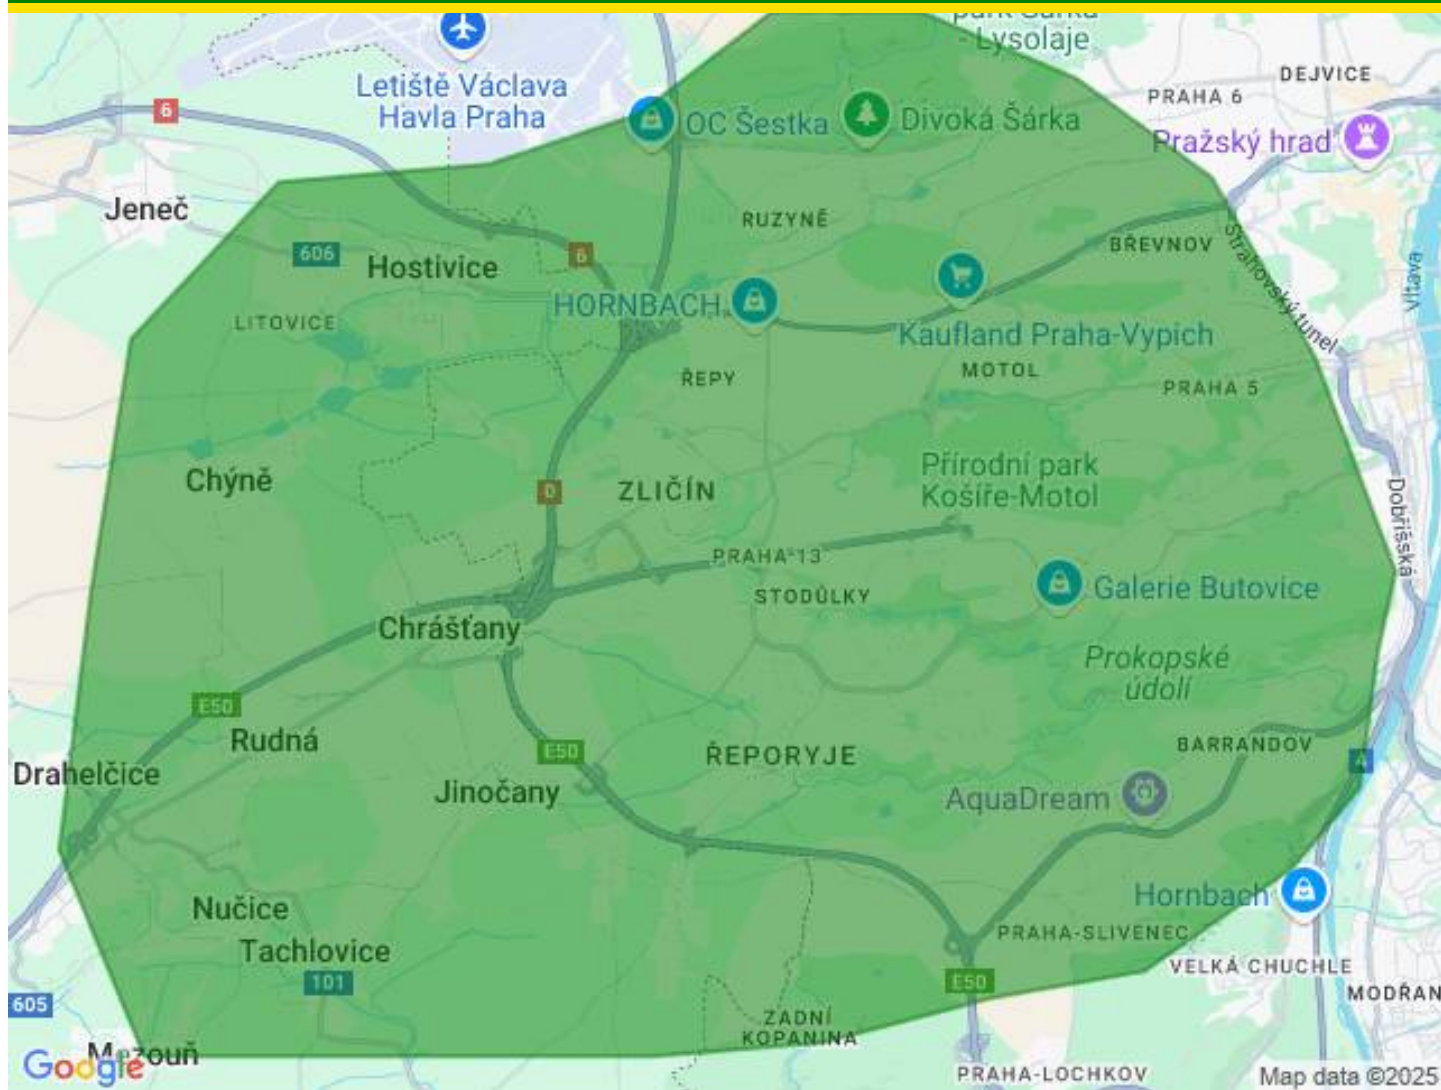 park Šárka
- Lysolaje
DEJVICE
Letiště Václava
Havla Praha
PRAHA 6
6
OC Šestka
Divoká Šárka
Pražský hrad
Jeneč
RUZYNĚ
BŘEVNOV
606
6
Hostivice
Strahovský tunel
Vltava
HORNBACH
LITOVICE
Kaufland Praha-Vypich
ŘEPY
MOTOL
PRAHA 5
Chýně
ZLIČÍN
Přírodní park
Košíře-Motol
0
Dobříšská
PRAHA 13
STODŮLKY
Galerie Butovice
Chrášťany
Prokopské
údolí
E50
Rudná
E50
ŘEPORYJE
BARRANDOV
4
Drahelčice
Jinočany
AquaDream
Nučice
Hornbach
Tachlovice
PRAHA-SLIVENEC
101
E50
VELKÁ CHUCHLE
605
MODŘAN
ZADNÍ
KOPANINA
Mezouň
Google
PRAHA-LOCHKOV
Map data ©2025